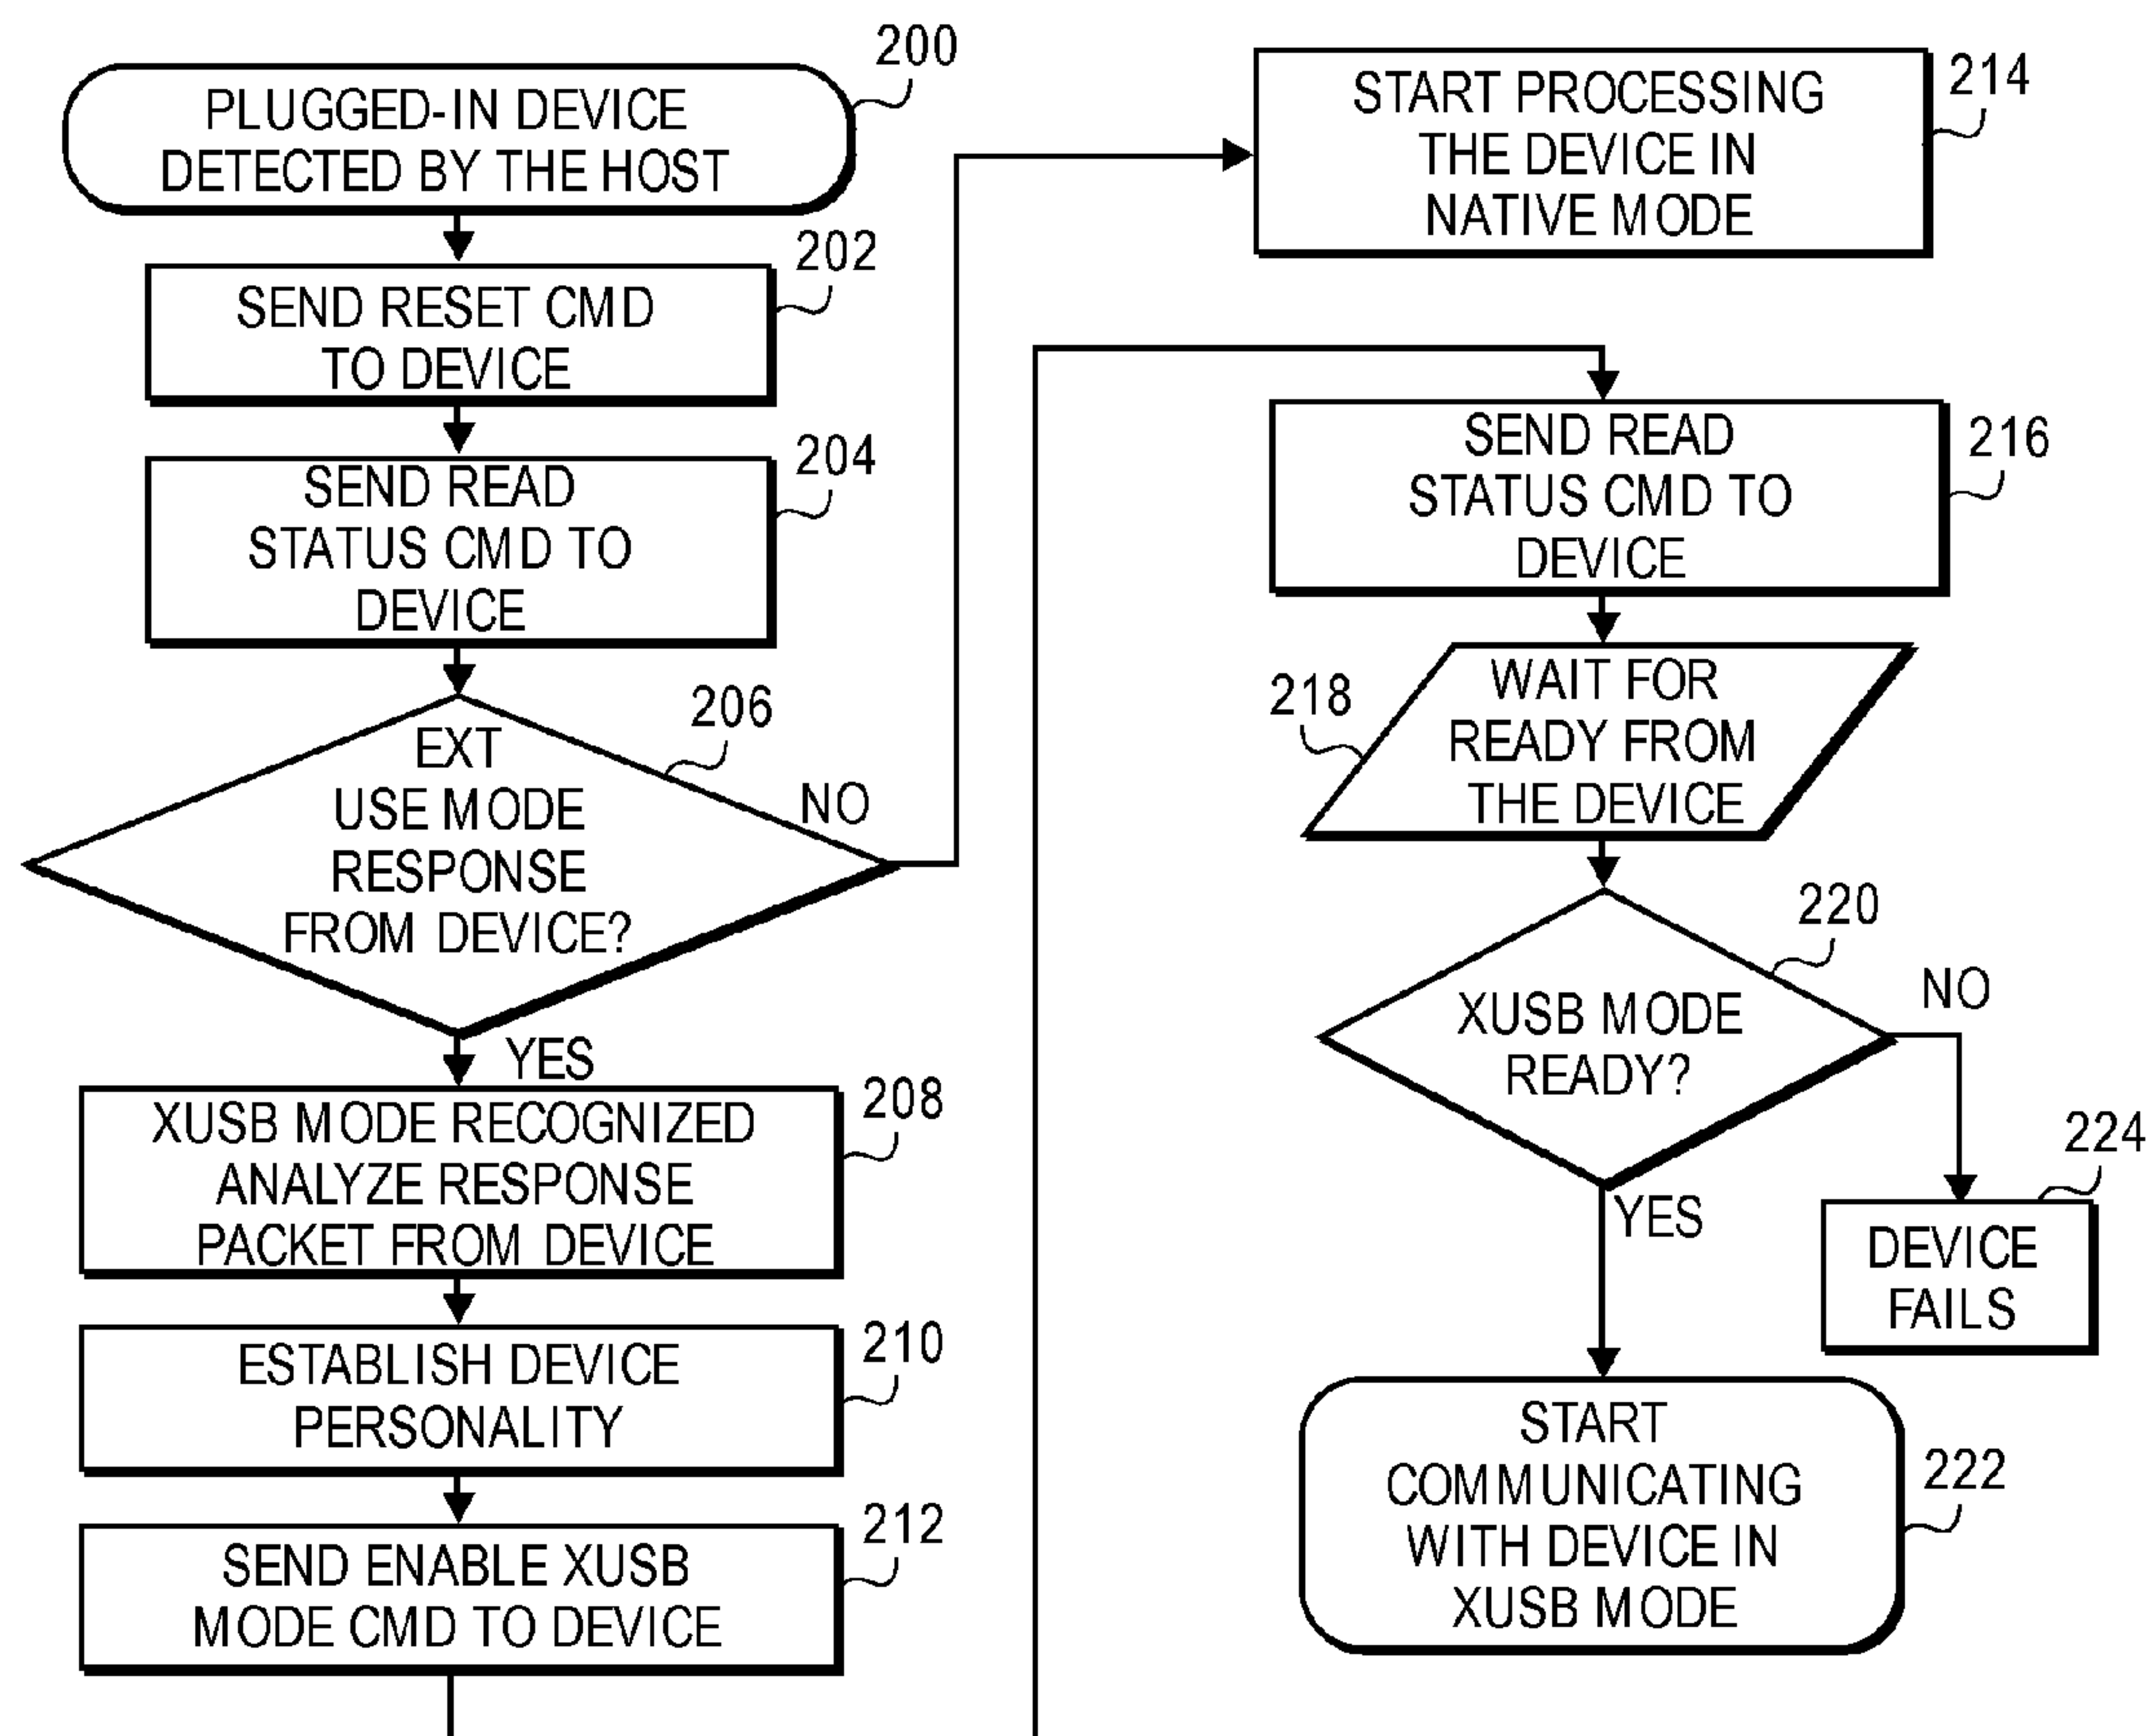 200
PLUGGED-IN DEVICE
DETECTED BY THE HOST
202
SEND RESET CMD
TO DEVICE
204
SEND READ
STATUS CMD TO
DEVICE
206
EXT
USE MODE
RESPONSE
FROM DEVICE?
NO
YES
208
XUSB MODE RECOGNIZED
ANALYZE RESPONSE
PACKET FROM DEVICE
210
ESTABLISH DEVICE
PERSONALITY
212
SEND ENABLE XUSB
MODE CMD TO DEVICE
214
START PROCESSING
THE DEVICE IN
NATIVE MODE
216
SEND READ
STATUS CMD TO
DEVICE
218
WAIT FOR
READY FROM
THE DEVICE
220
XUSB MODE
READY?
NO
YES
224
DEVICE
FAILS
222
START
COMMUNICATING
WITH DEVICE IN
XUSB MODE